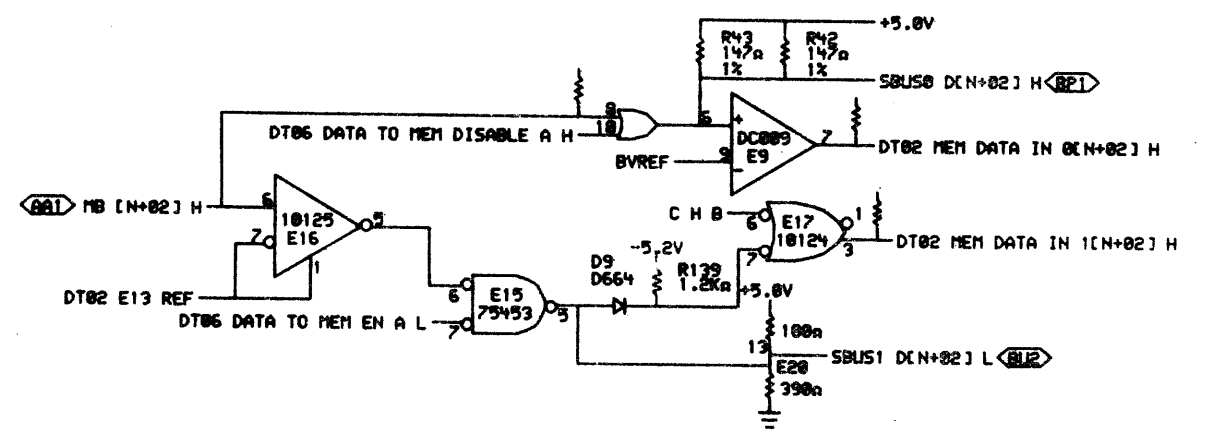 +5.0V
R43 R42
147Ω 147Ω
1% 1%
SBUS0 D[N+02] H BP1
9
DT06 DATA TO MEM DISABLE A H 10
6 + 7
DC009
E9
BVREF 9 -
DT02 MEM DATA IN 0[N+02] H
AA1 MB [N+02] H 6
10125 5
E16
7 1
C H B 6 E17 1
10124
7 3
DT02 MEM DATA IN 1[N+02] H
-5.2V
D9
D664
R139
1.2KΩ
+5.0V
DT02 E13 REF
6 E15
75453 5
DT06 DATA TO MEM EN A L 7
100Ω
13
SBUS1 D[N+02] L BU2
E20
390Ω